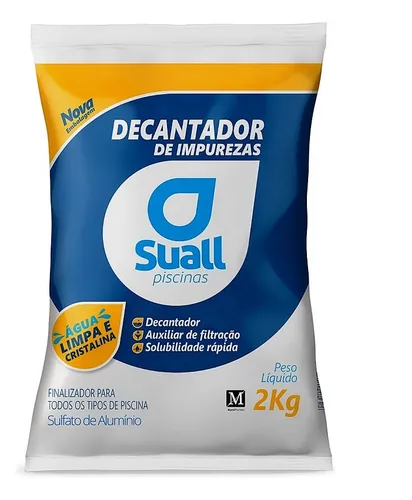 Nova
Embalagem
DECANTADOR
DE IMPUREZAS
Suall
piscinas
ÁGUA
LIMPA E
CRISTALINA
Decantador
Auxiliar de filtração
Solubilidade rápida
FINALIZADOR PARA
TODOS OS TIPOS DE PISCINA
Sulfato de Alumínio
M
Peso
Líquido
2Kg